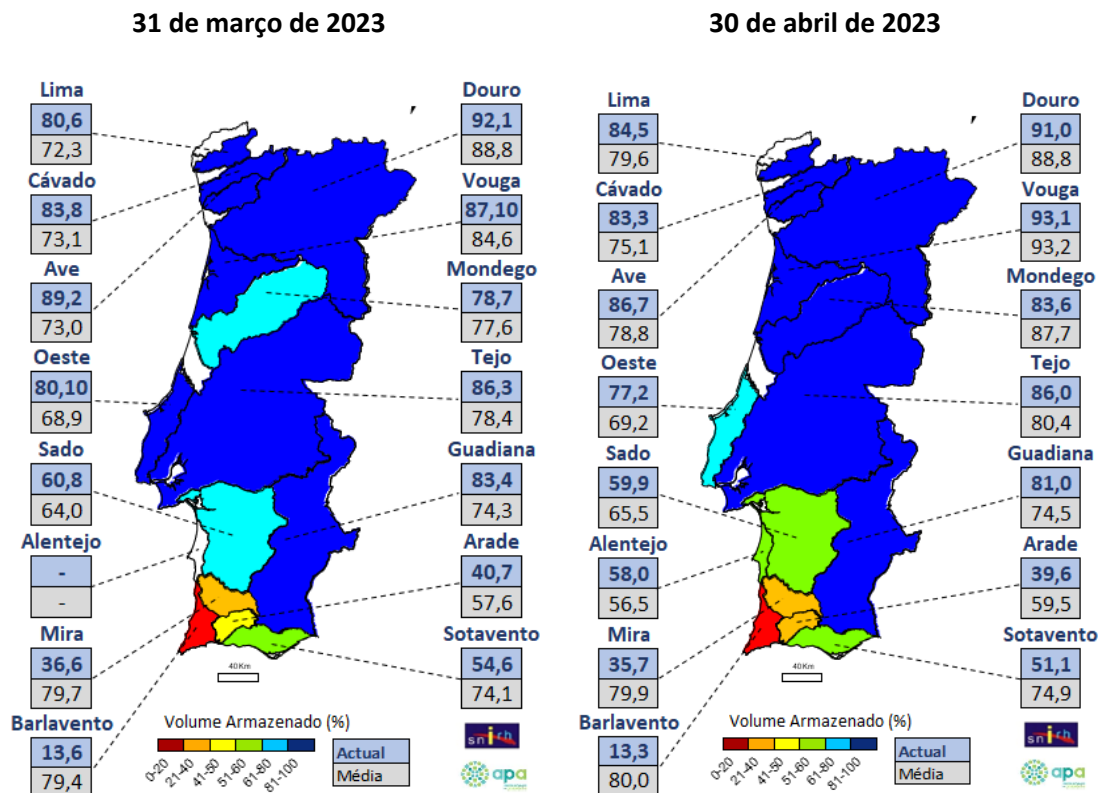 31 de março de 2023
Lima
80,6
72,3
Cávado
83,8
73,1
Ave
89,2
73,0
Oeste
80,10
68,9
Sado
60,8
64,0
Alentejo
-
-
Mira
36,6
79,7
Barlavento
13,6
79,4
Douro
92,1
88,8
Vouga
87,10
84,6
Mondego
78,7
77,6
Tejo
86,3
78,4
Guadiana
83,4
74,3
Arade
40,7
57,6
Sotavento
54,6
74,1
40 Km
Volume Armazenado (%)
0-20
21-40
41-50
51-60
61-80
81-100
Actual
Média
snirh
apa
30 de abril de 2023
Lima
84,5
79,6
Cávado
83,3
75,1
Ave
86,7
78,8
Oeste
77,2
69,2
Sado
59,9
65,5
Alentejo
58,0
56,5
Mira
35,7
79,9
Barlavento
13,3
80,0
Douro
91,0
88,8
Vouga
93,1
93,2
Mondego
83,6
87,7
Tejo
86,0
80,4
Guadiana
81,0
74,5
Arade
39,6
59,5
Sotavento
51,1
74,9
40 Km
Volume Armazenado (%)
0-20
21-40
41-50
51-60
61-80
81-100
Actual
Média
snirh
apa